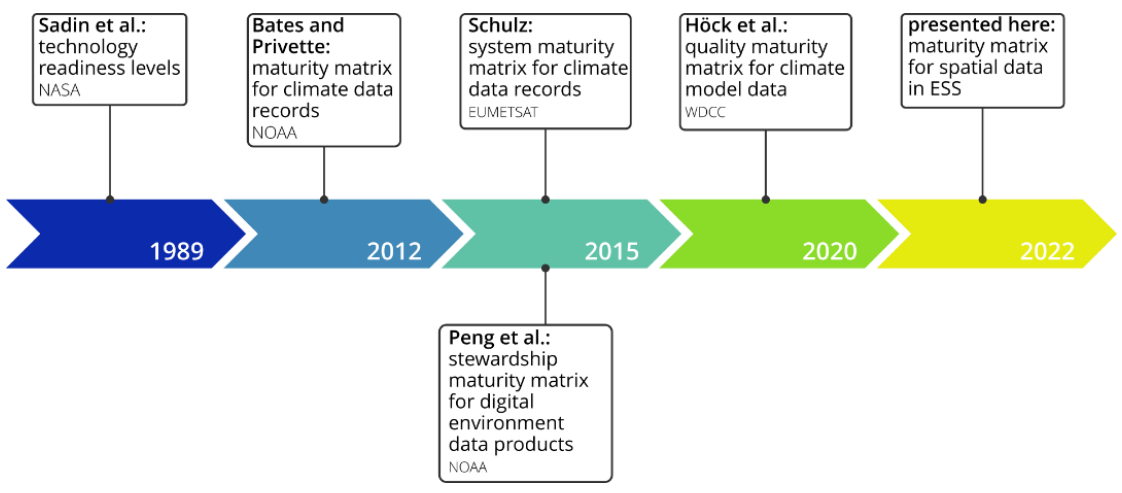 Sadin et al.:
technology
readiness levels
NASA
Bates and
Privette:
maturity matrix
for climate data
records
NOAA
Schulz:
system maturity
matrix for climate
data records
EUMETSAT
Höck et al.:
quality maturity
matrix for climate
model data
WDCC
presented here:
maturity matrix
for spatial data
in ESS
1989
2012
2015
2020
2022
Peng et al.:
stewardship
maturity matrix
for digital
environment
data products
NOAA